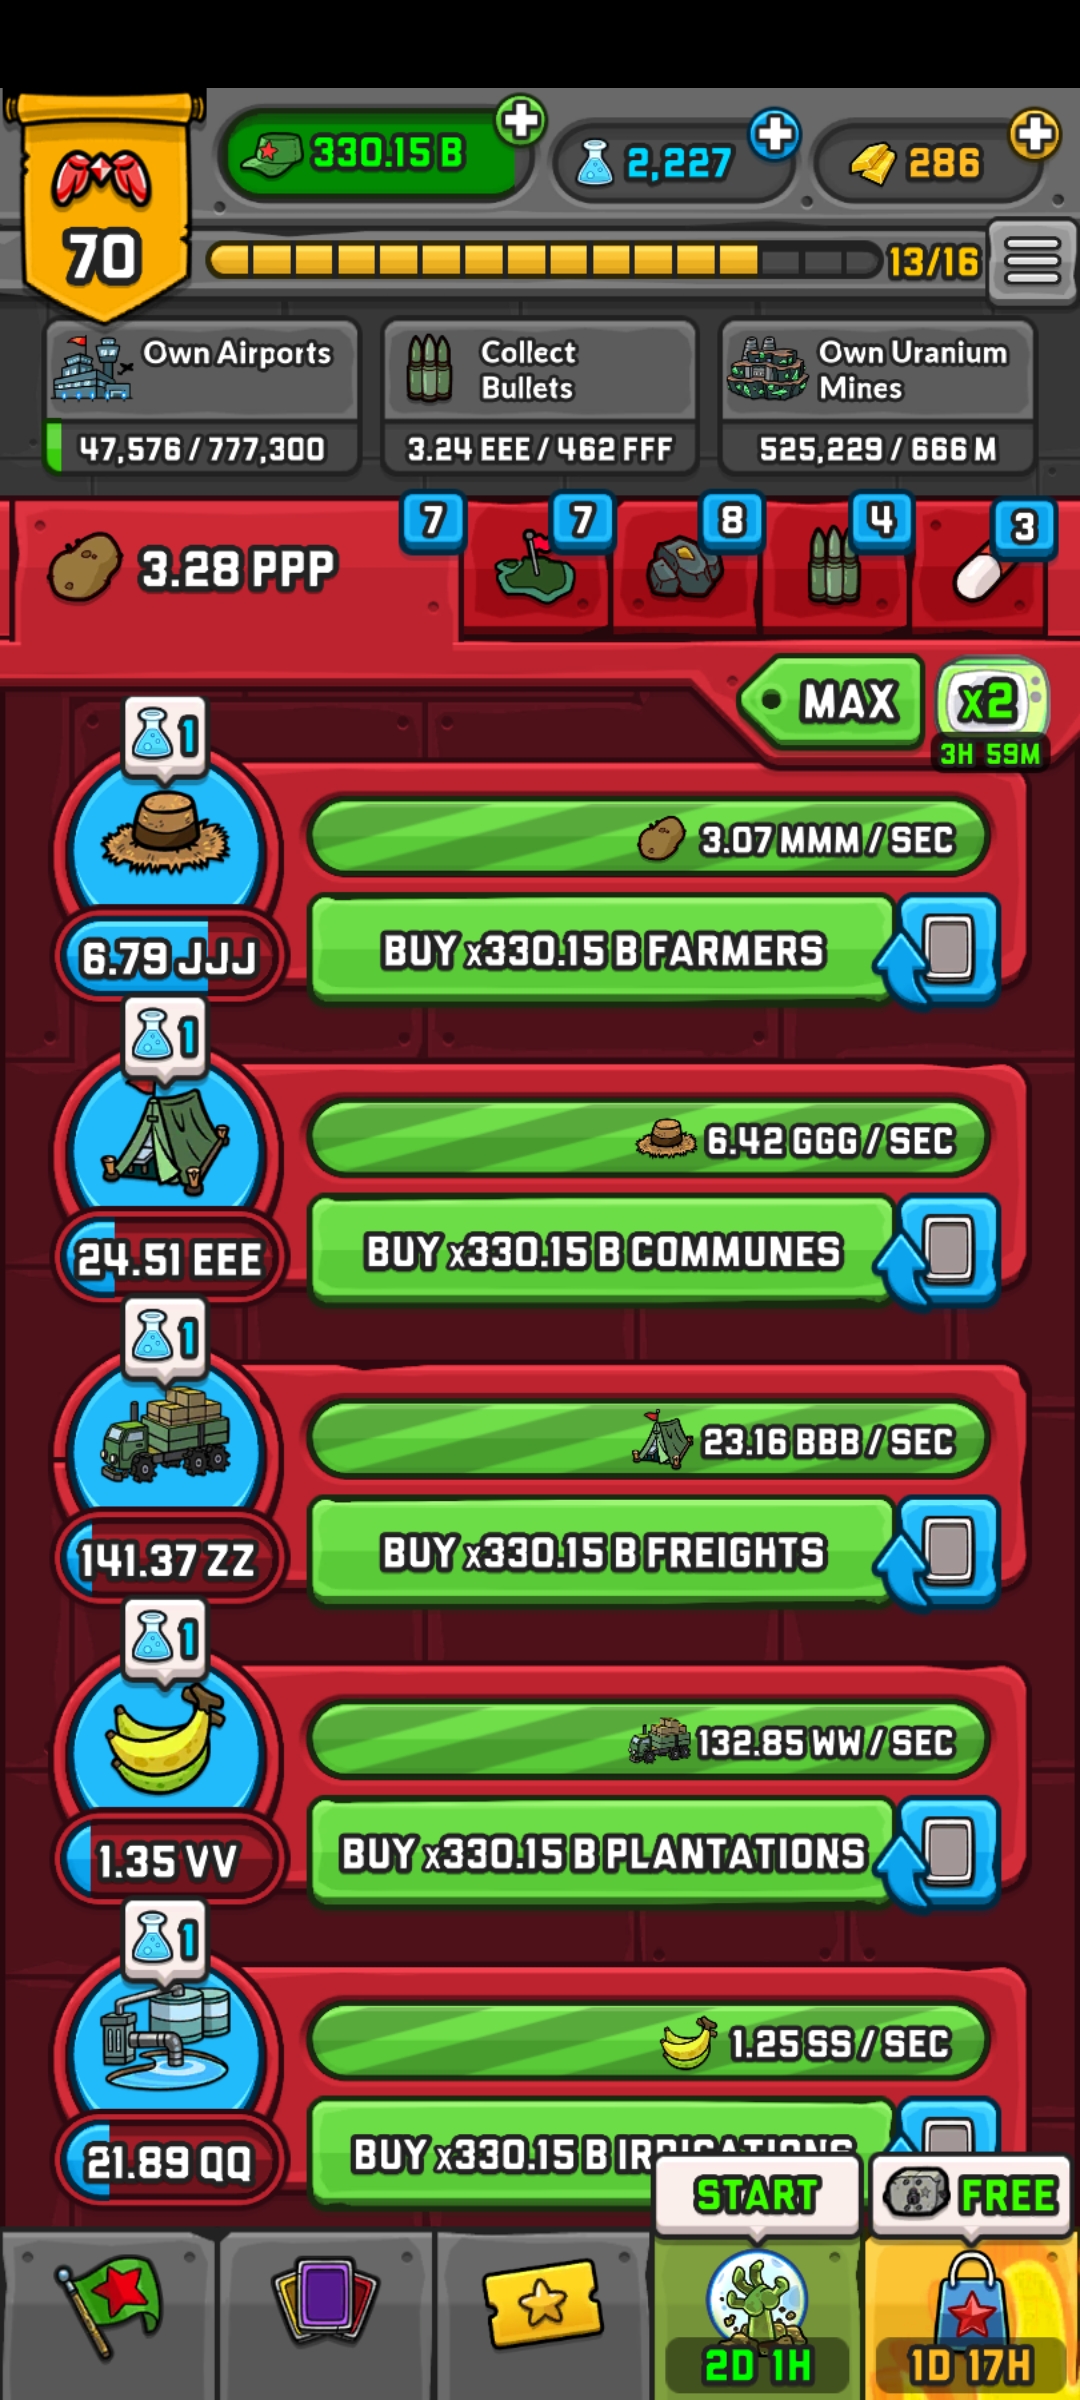 330.15 B
2,227
286
70
13/16
Own Airports
47,576 / 777,300
Collect
Bullets
3.24 EEE / 462 FFF
Own Uranium
Mines
525,229 / 666 M
3.28 PPP
7
7
8
4
3
MAX
x2
3H 59M
1
3.07 MMM / SEC
6.79 JJJ
BUY x330.15 B FARMERS
1
6.42 GGG / SEC
24.51 EEE
BUY x330.15 B COMMUNES
1
23.16 BBB / SEC
141.37 ZZ
BUY x330.15 B FREIGHTS
1
132.85 WW / SEC
1.35 VV
BUY x330.15 B PLANTATIONS
1
1.25 SS / SEC
21.89 QQ
BUY x330.15 B IRRIGATIONS
START
FREE
2D 1H
1D 17H